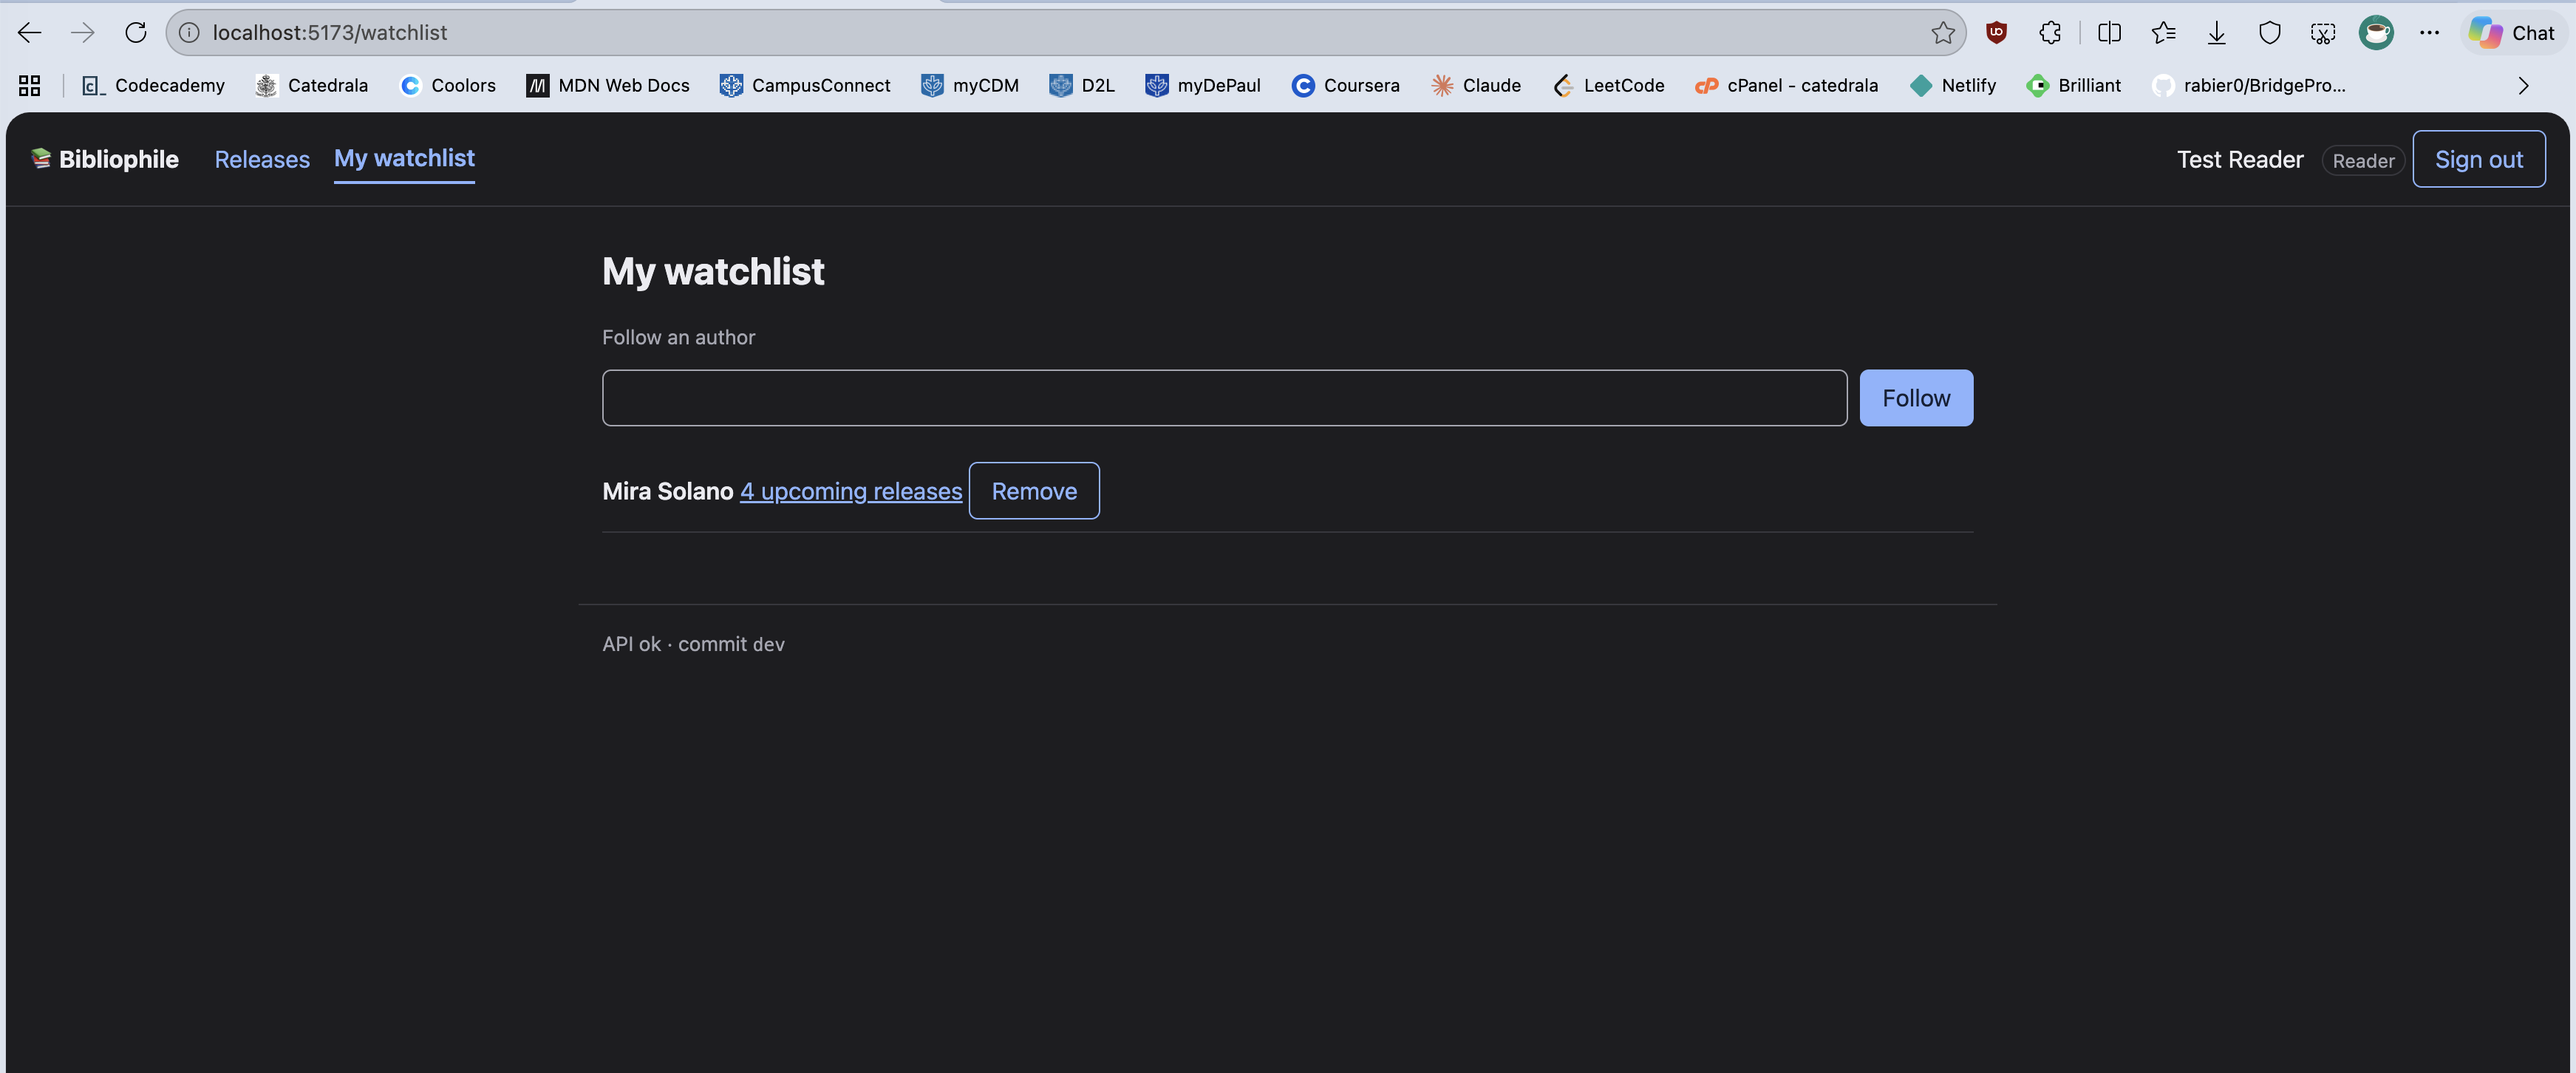 localhost:5173/watchlist
Chat
Codecademy Catedrala Coolors MDN Web Docs CampusConnect myCDM D2L myDePaul Coursera Claude LeetCode cPanel - catedrala Netlify Brilliant rabier0/BridgePro...
Bibliophile Releases My watchlist Test Reader Reader Sign out
My watchlist
Follow an author
Follow
Mira Solano 4 upcoming releases Remove
API ok · commit dev